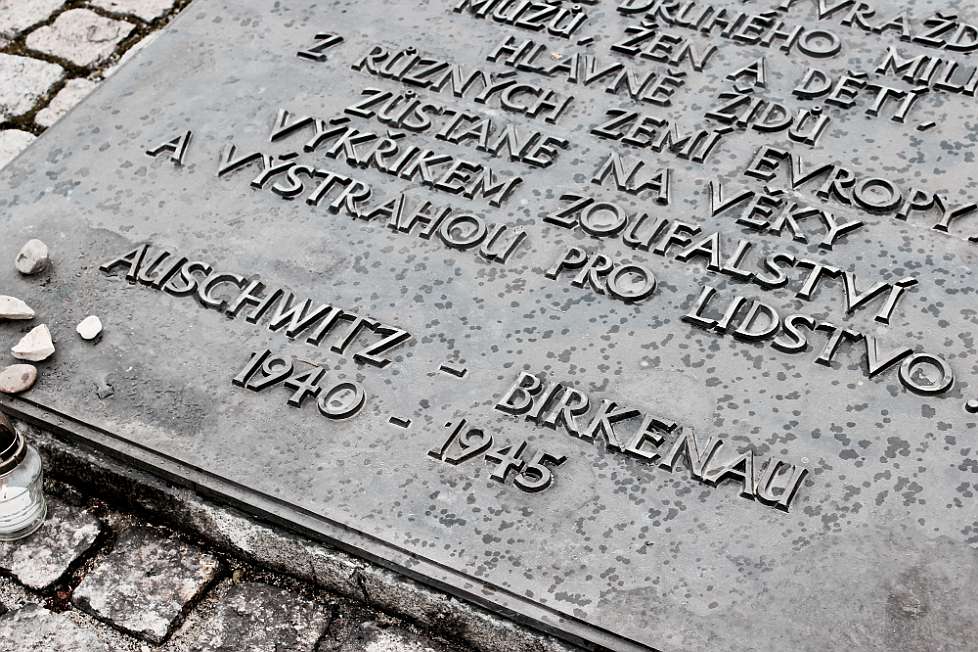 DRUHÉHO MILI
MUŽŮ, ŽEN A DĚTÍ,
HLAVNĚ ŽIDŮ
Z RŮZNÝCH ZEMÍ EVROPY
ZŮSTANE NA VĚKY
VÝKŘIKEM ZOUFALSTVÍ
A VÝSTRAHOU PRO LIDSTVO.
AUSCHWITZ - BIRKENAU
1940 - 1945